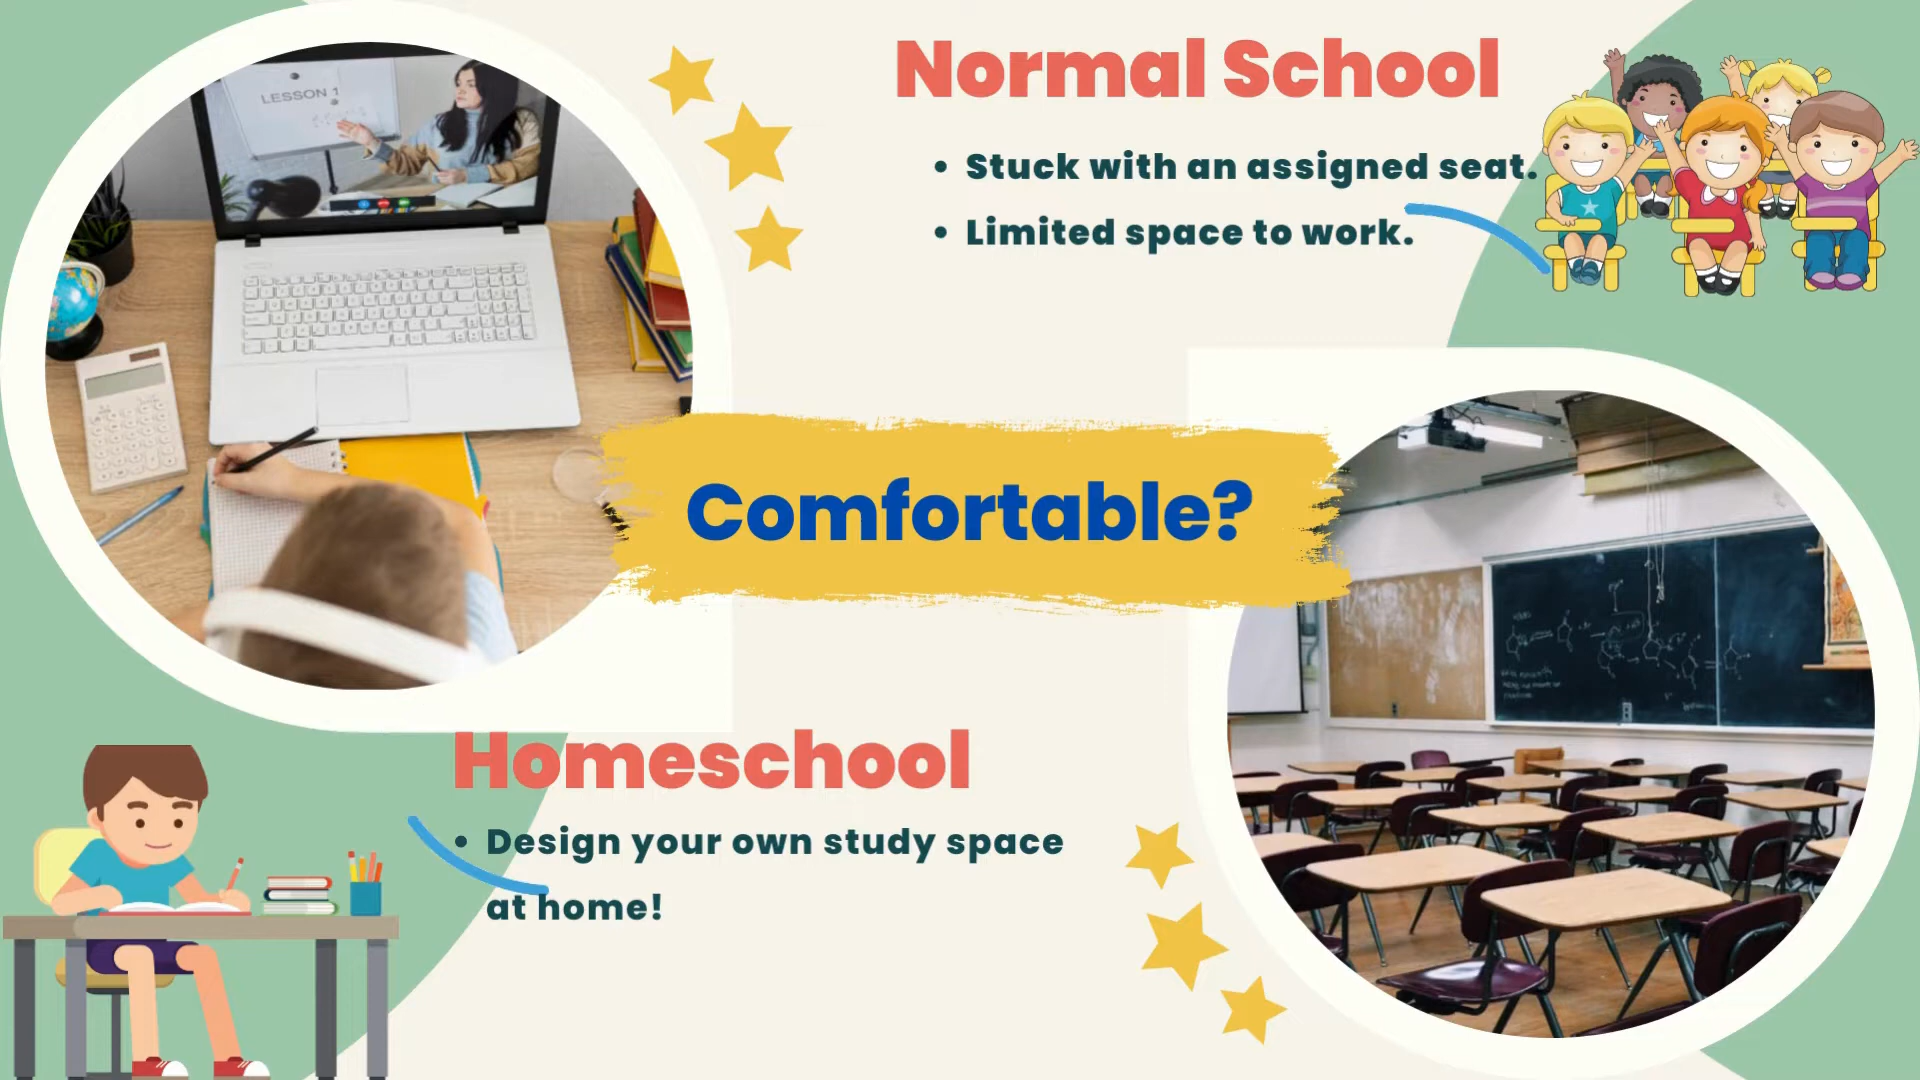 LESSON 1
Normal School
• Stuck with an assigned seat.
• Limited space to work.
Comfortable?
Homeschool
• Design your own study space
at home!